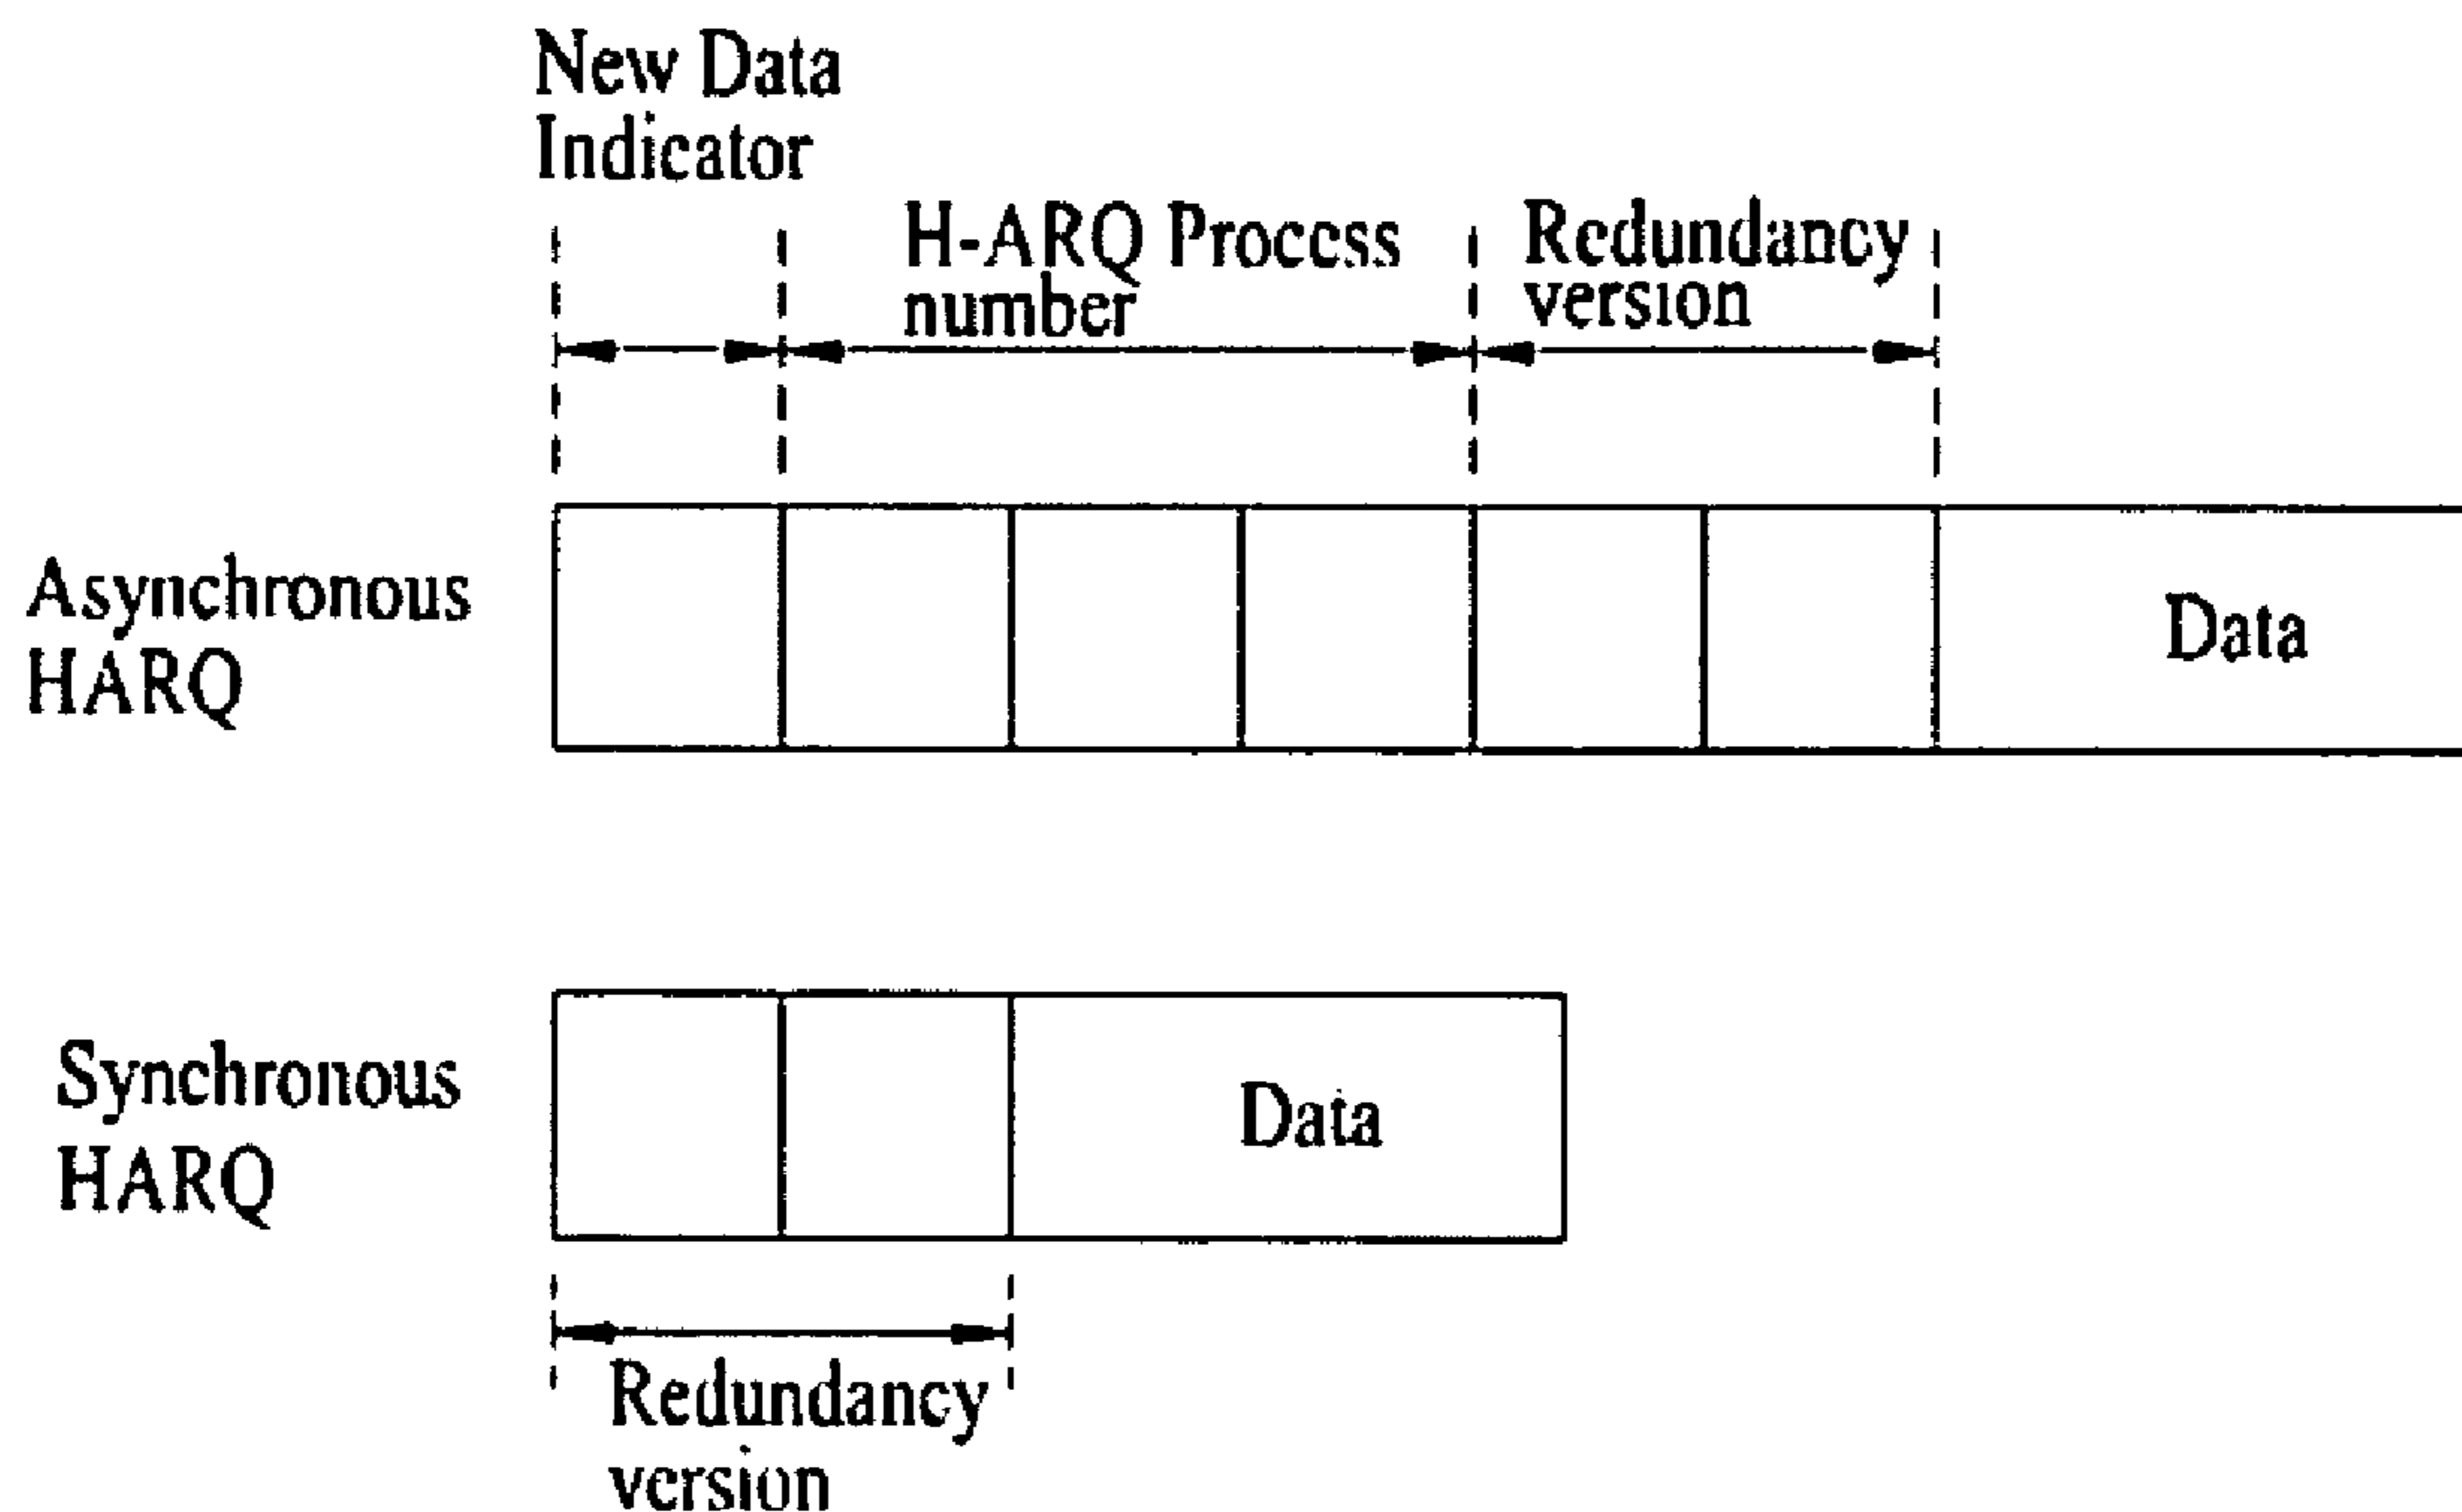 New Data
Indicator
H-ARQ Process
number
Redundancy
version
Asynchronous
HARQ
Data
Synchronous
HARQ
Data
Redundancy
version